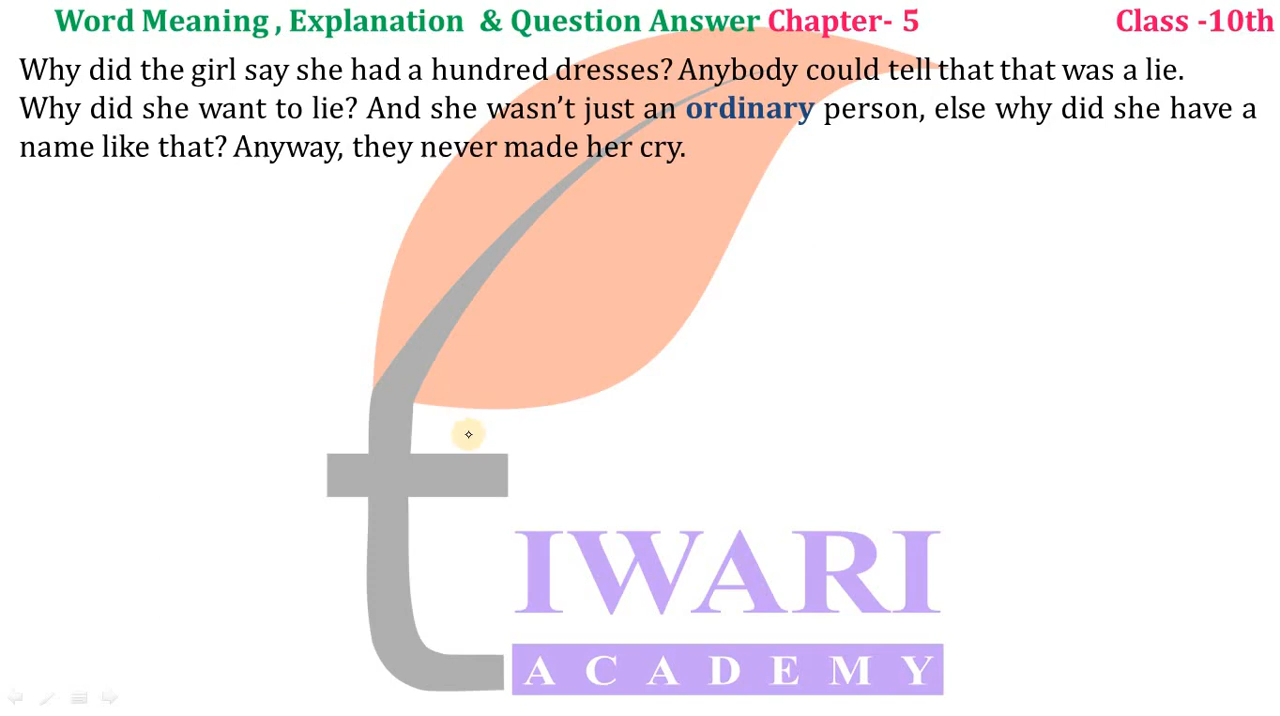 Word Meaning , Explanation & Question Answer Chapter- 5 Class -10th
Why did the girl say she had a hundred dresses? Anybody could tell that that was a lie.
Why did she want to lie? And she wasn’t just an ordinary person, else why did she have a
name like that? Anyway, they never made her cry.
tIWARI
ACADEMY